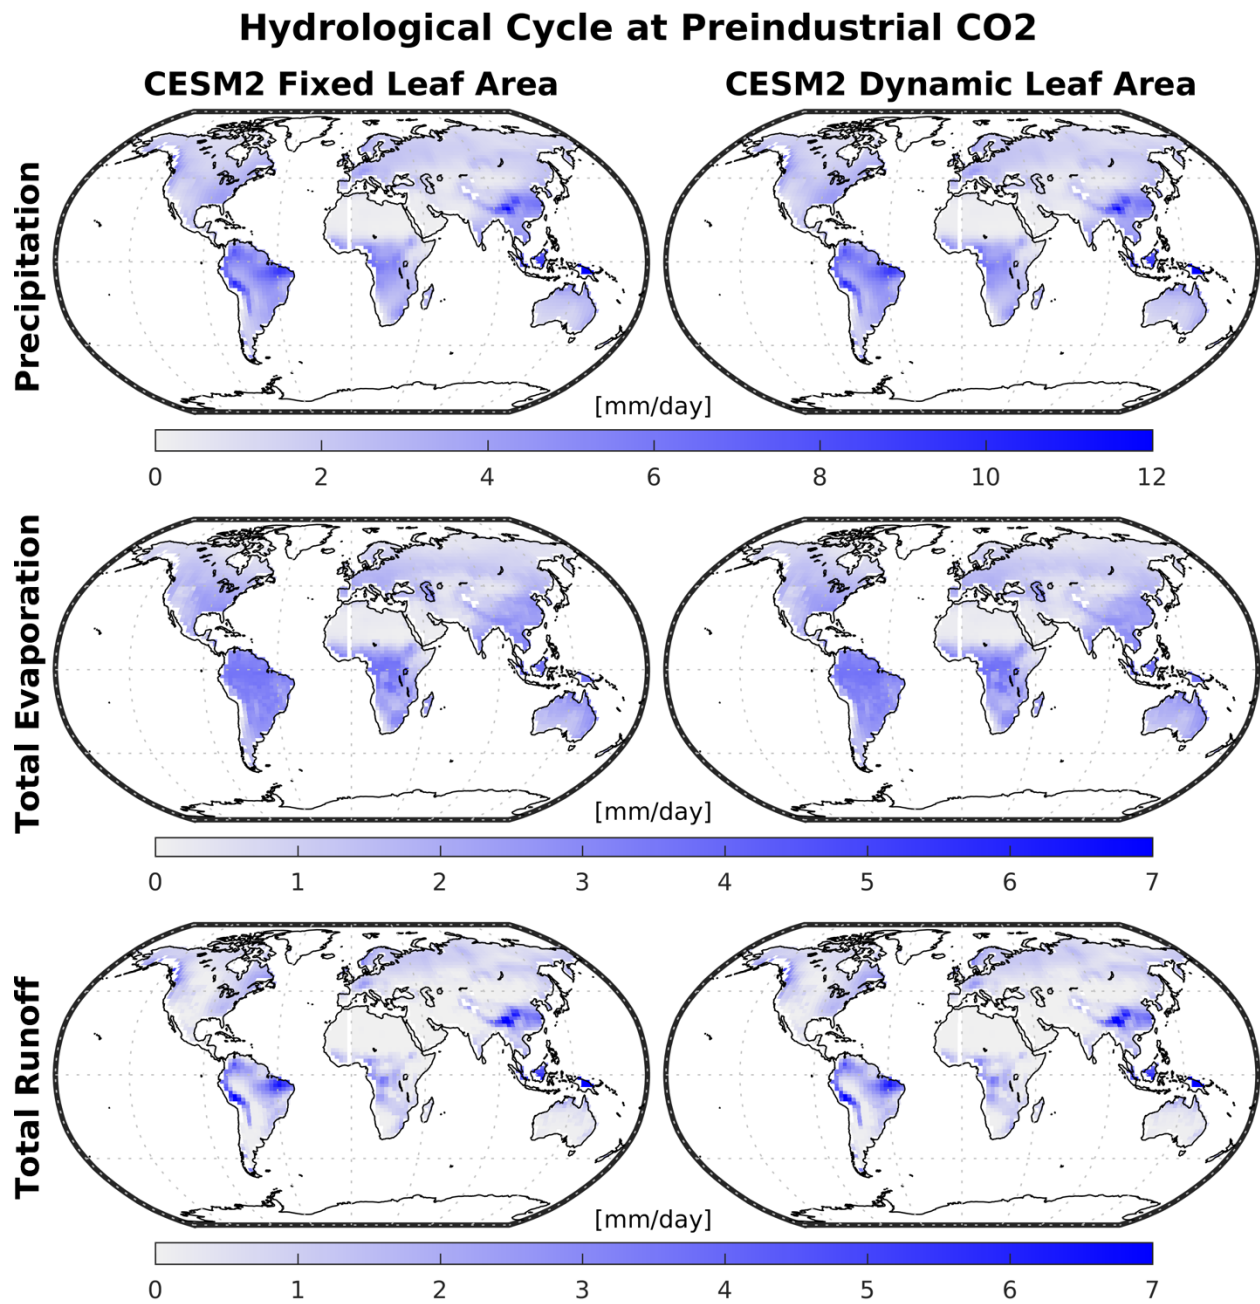 Hydrological Cycle at Preindustrial CO2
CESM2 Fixed Leaf Area
CESM2 Dynamic Leaf Area
Precipitation
[mm/day]
0 2 4 6 8 10 12
Total Evaporation
[mm/day]
0 1 2 3 4 5 6 7
Total Runoff
[mm/day]
0 1 2 3 4 5 6 7